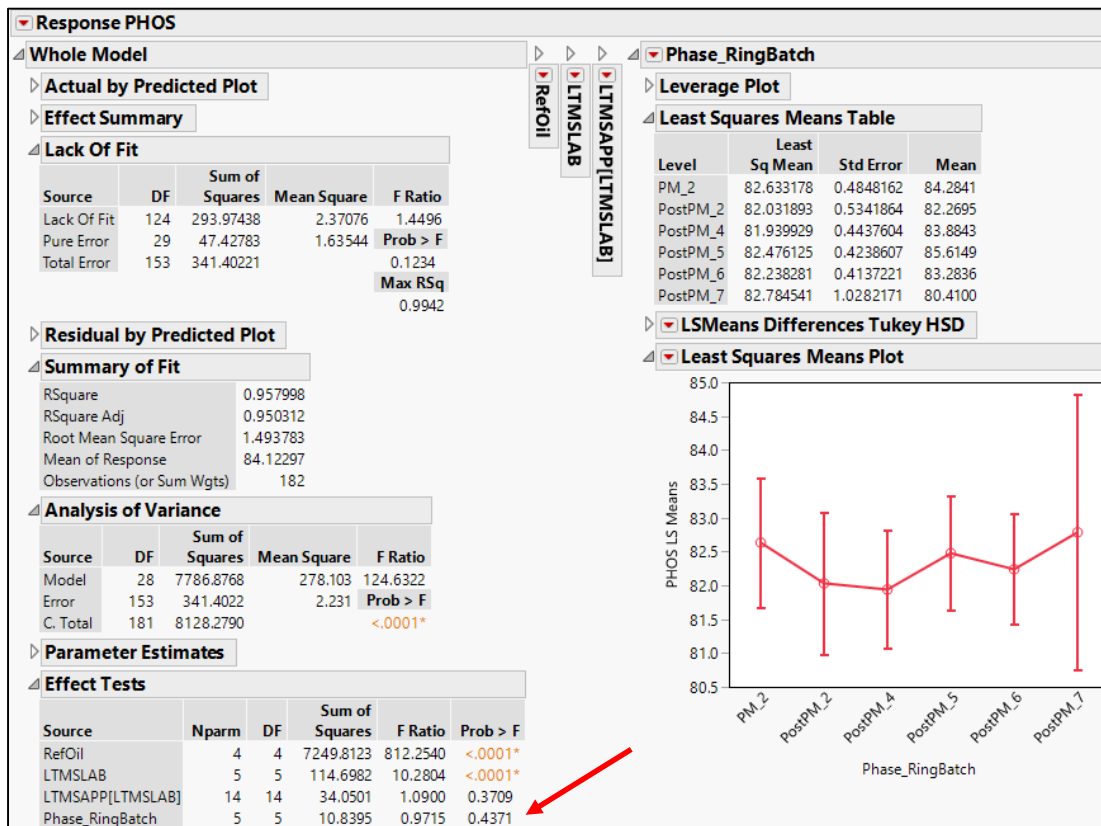 Response PHOS
Whole Model
Actual by Predicted Plot
Effect Summary
Lack Of Fit
Sum of
Source DF Squares Mean Square F Ratio
Lack Of Fit 124 293.97438 2.37076 1.4496
Pure Error 29 47.42783 1.63544 Prob > F
Total Error 153 341.40221 0.1234
Max RSq
0.9942
Residual by Predicted Plot
Summary of Fit
RSquare 0.957998
RSquare Adj 0.950312
Root Mean Square Error 1.493783
Mean of Response 84.12297
Observations (or Sum Wgts) 182
Analysis of Variance
Sum of
Source DF Squares Mean Square F Ratio
Model 28 7786.8768 278.103 124.6322
Error 153 341.4022 2.231 Prob > F
C. Total 181 8128.2790 <.0001*
Parameter Estimates
Effect Tests
Sum of
Source Nparm DF Squares F Ratio Prob > F
RefOil 4 4 7249.8123 812.2540 <.0001*
LTMSLAB 5 5 114.6982 10.2804 <.0001*
LTMSAPP[LTMSLAB] 14 14 34.0501 1.0900 0.3709
Phase_RingBatch 5 5 10.8395 0.9715 0.4371
RefOil
LTMSLAB
LTMSAPP[LTMSLAB]
Phase_RingBatch
Leverage Plot
Least Squares Means Table
Least
Level Sq Mean Std Error Mean
PM_2 82.633178 0.4848162 84.2841
PostPM_2 82.031893 0.5341864 82.2695
PostPM_4 81.939929 0.4437604 83.8843
PostPM_5 82.476125 0.4238607 85.6149
PostPM_6 82.238281 0.4137221 83.2836
PostPM_7 82.784541 1.0282171 80.4100
LSMeans Differences Tukey HSD
Least Squares Means Plot
85.0
84.5
84.0
83.5
83.0
82.5
82.0
81.5
81.0
80.5
PHOS LS Means
PM_2 PostPM_2 PostPM_4 PostPM_5 PostPM_6 PostPM_7
Phase_RingBatch